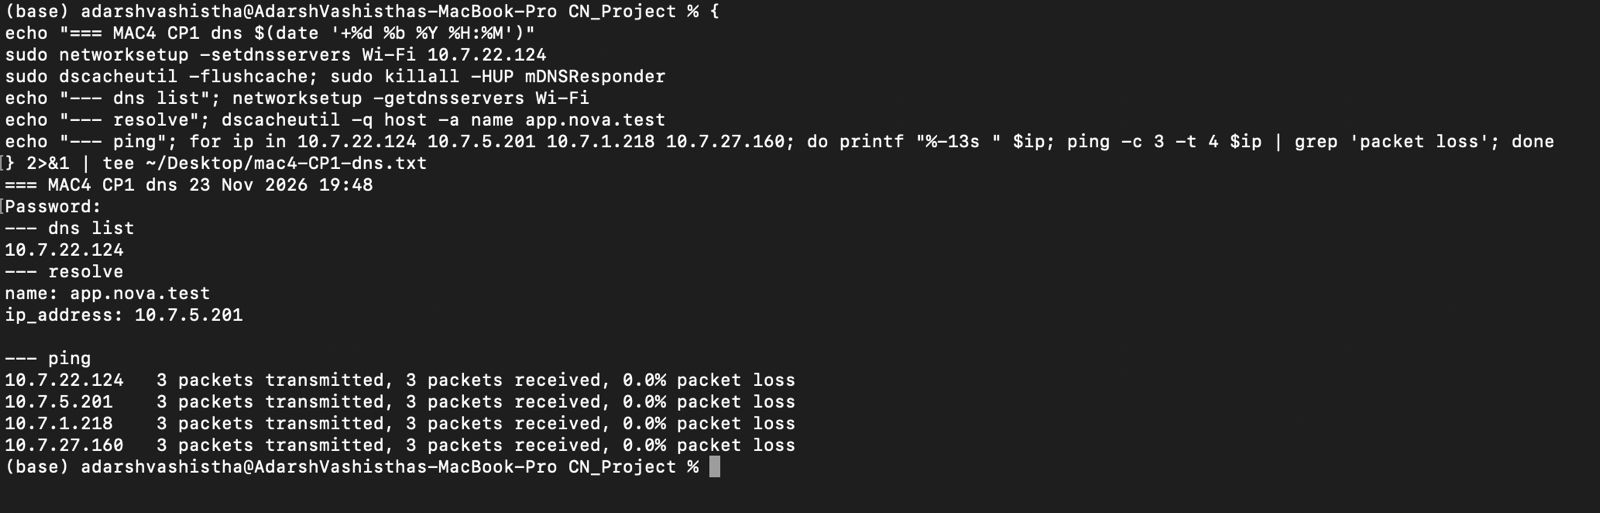 (base) adarshvashistha@AdarshVashisthas-MacBook-Pro CN_Project % {
echo "=== MAC4 CP1 dns $(date '+%d %b %Y %H:%M')"
sudo networksetup -setdnsservers Wi-Fi 10.7.22.124
sudo dscacheutil -flushcache; sudo killall -HUP mDNSResponder
echo "--- dns list"; networksetup -getdnsservers Wi-Fi
echo "--- resolve"; dscacheutil -q host -a name app.nova.test
echo "--- ping"; for ip in 10.7.22.124 10.7.5.201 10.7.1.218 10.7.27.160; do printf "%-13s " $ip; ping -c 3 -t 4 $ip | grep 'packet loss'; done
[} 2>&1 | tee ~/Desktop/mac4-CP1-dns.txt
=== MAC4 CP1 dns 23 Nov 2026 19:48
[Password:
--- dns list
10.7.22.124
--- resolve
name: app.nova.test
ip_address: 10.7.5.201

--- ping
10.7.22.124   3 packets transmitted, 3 packets received, 0.0% packet loss
10.7.5.201    3 packets transmitted, 3 packets received, 0.0% packet loss
10.7.1.218    3 packets transmitted, 3 packets received, 0.0% packet loss
10.7.27.160   3 packets transmitted, 3 packets received, 0.0% packet loss
(base) adarshvashistha@AdarshVashisthas-MacBook-Pro CN_Project %